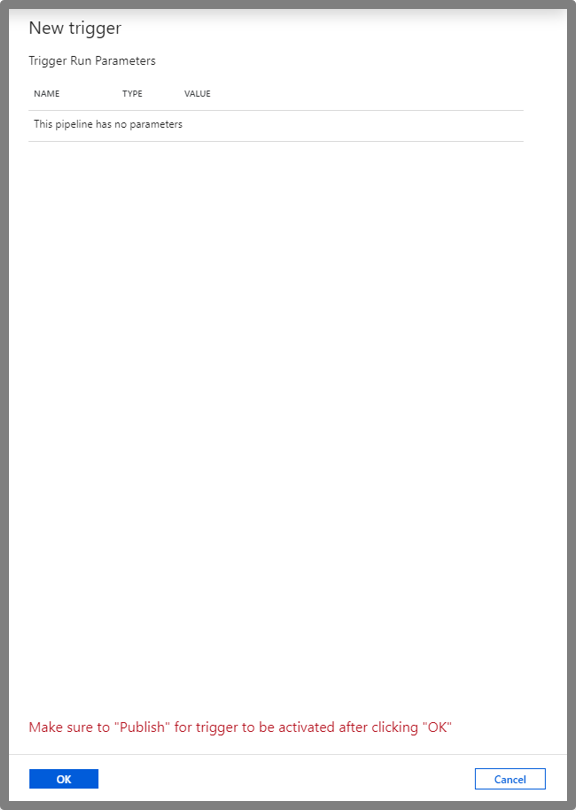 New trigger
Trigger Run Parameters
NAME TYPE VALUE
This pipeline has no parameters
Make sure to "Publish" for trigger to be activated after clicking "OK"
OK Cancel